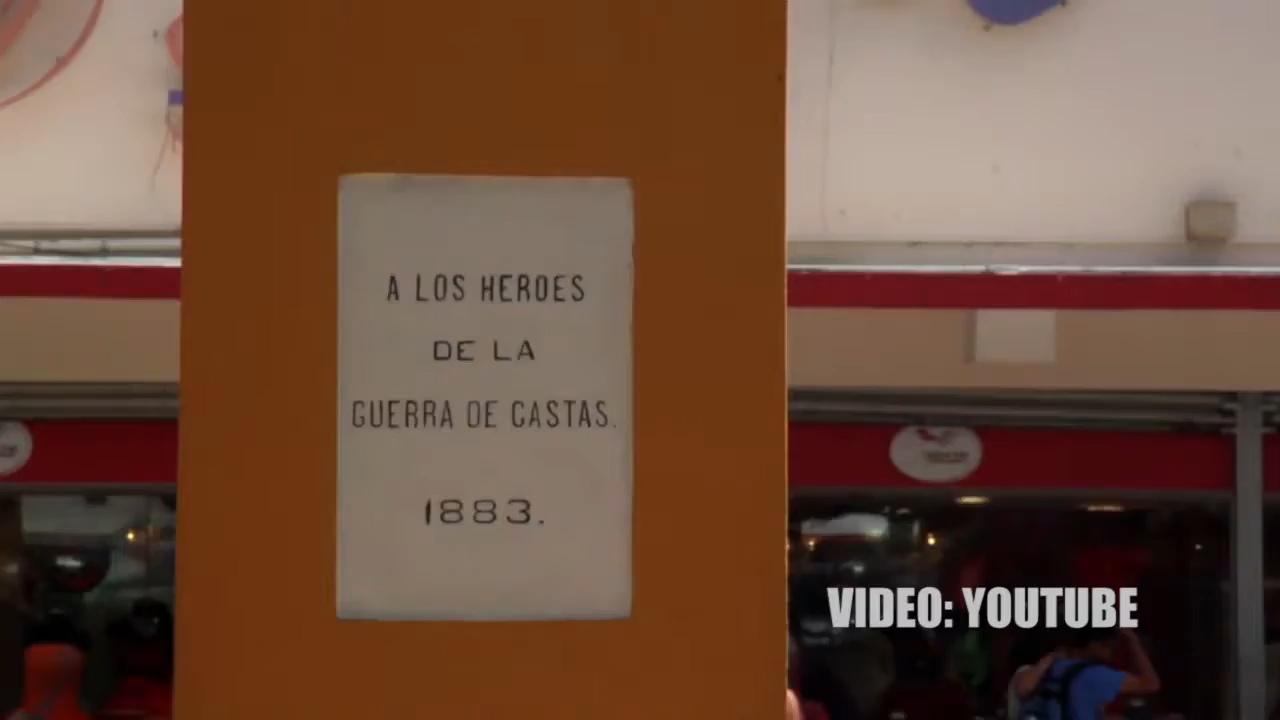 A LOS HEROES
DE LA
GUERRA DE CASTAS.
1883.
VIDEO: YOUTUBE